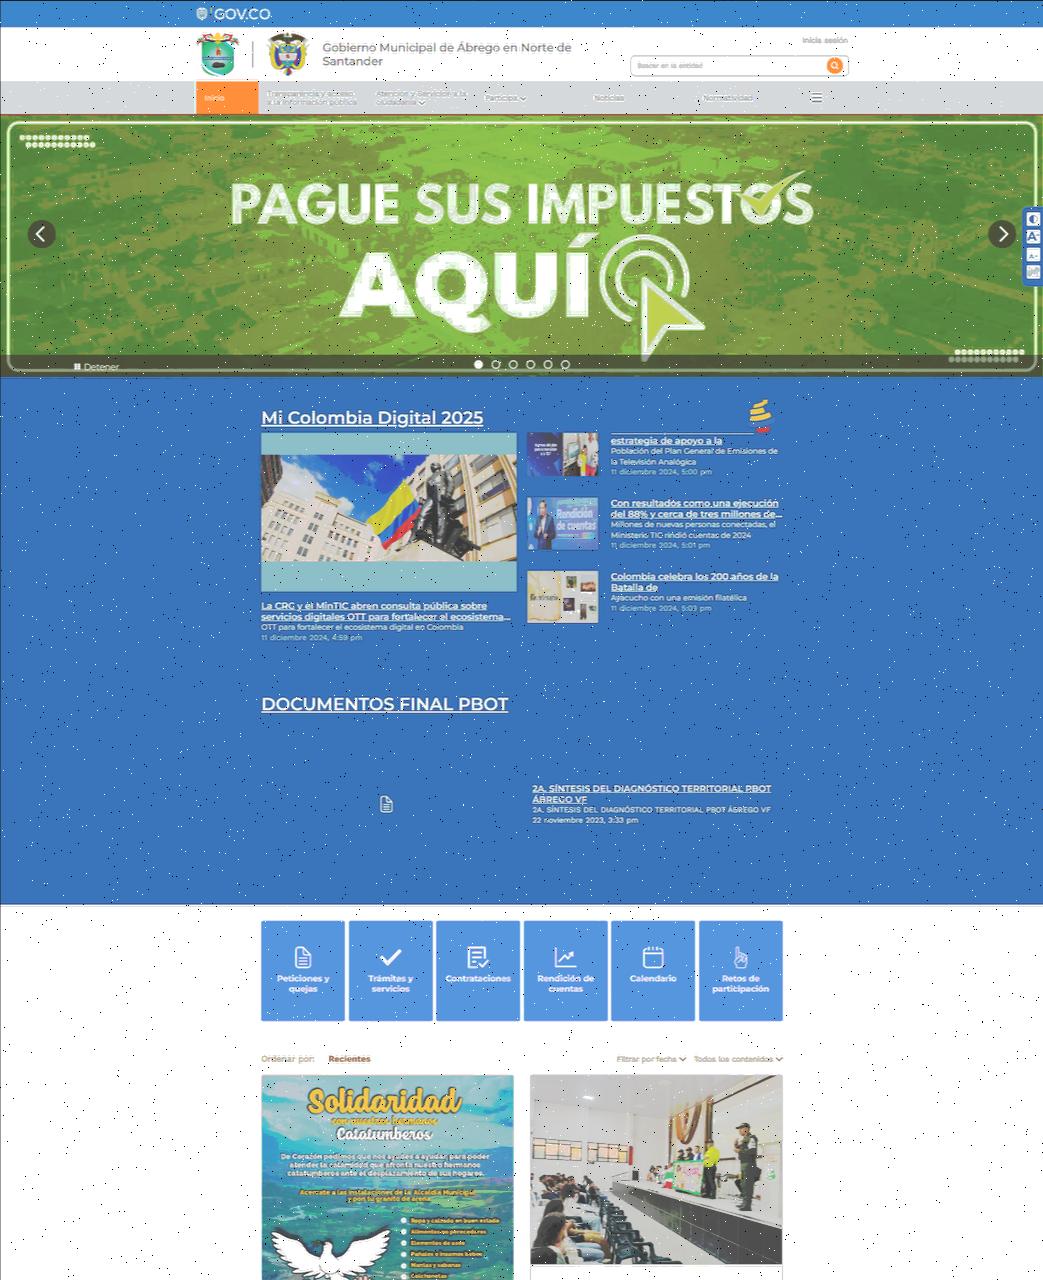 GOV.CO
Gobierno Municipal de Ábrego en Norte de
Santander
Inicia sesión
Buscar en la entidad
Inicio
Transparencia y acceso
a la información pública
Atención y Servicios a la
ciudadanía
Participa
Noticias
Normatividad
PAGUE SUS IMPUESTOS
AQUÍ
Detener
Mi Colombia Digital 2025
La CRC y el MinTIC abren consulta pública sobre
servicios digitales OTT para fortalecer el ecosistema...
OTT para fortalecer el ecosistema digital en Colombia
11 diciembre 2024, 4:59 pm
estrategia de apoyo a la
Población del Plan General de Emisiones de
la Televisión Analógica
11 diciembre 2024, 5:00 pm
Rendición
de cuentas
Con resultados como una ejecución
del 88% y cerca de tres millones de...
Millones de nuevas personas conectadas, el
Ministerio TIC rindió cuentas de 2024
11 diciembre 2024, 5:01 pm
Colombia celebra los 200 años de la
Batalla de
Ayacucho con una emisión filatélica
11 diciembre 2024, 5:03 pm
DOCUMENTOS FINAL PBOT
2A. SÍNTESIS DEL DIAGNÓSTICO TERRITORIAL PBOT
ÁBREGO VF
2A. SÍNTESIS DEL DIAGNÓSTICO TERRITORIAL PBOT ÁBREGO VF
22 noviembre 2023, 3:33 pm
Peticiones y
quejas
Trámites y
servicios
Contrataciones
Rendición de
cuentas
Calendario
Retos de
participación
Ordenar por:
Recientes
Filtrar por fecha
Todos los contenidos
Solidaridad
con nuestros hermanos
Catatumberos
De Corazón pedimos que nos ayudes a ayudar, para poder
atender la calamidad que afronta nuestro hermanos
catatumberos ante el desplazamiento de sus hogares.
Acercate a las instalaciones de la Alcaldía Municipal
y pon tu granito de arena.
Ropa y calzado en buen estado
Alimentos no perecederos
Elementos de aseo
Pañales e insumos bebes
Mantas y sabanas
Colchonetas